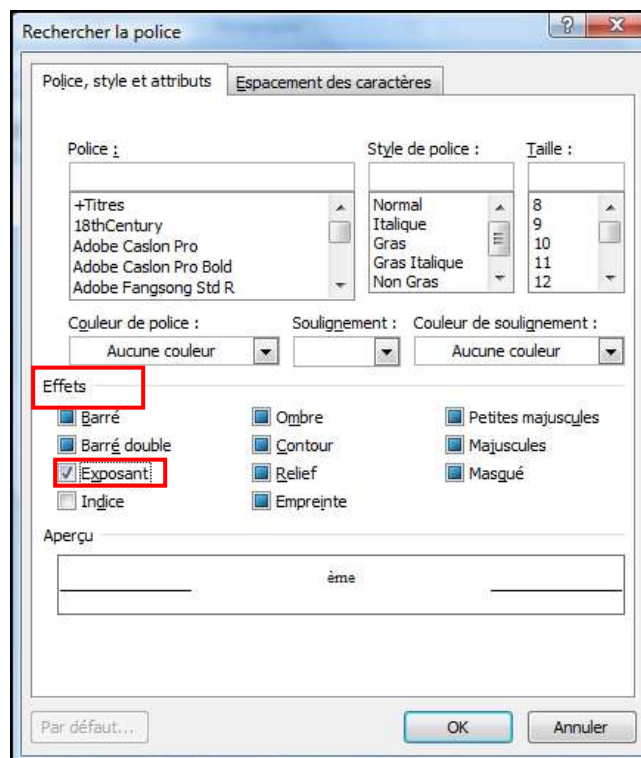 Rechercher la police
Police, style et attributs Espacement des caractères
Police : Style de police : Taille :
+Titres Normal 8
18thCentury Italique 9
Adobe Caslon Pro Gras 10
Adobe Caslon Pro Bold Gras Italique 11
Adobe Fangsong Std R Non Gras 12
Couleur de police : Soulignement : Couleur de soulignement :
Aucune couleur Aucune couleur
Effets
Barré Ombre Petites majuscules
Barré double Contour Majuscules
Exposant Relief Masqué
Indice Empreinte
Aperçu
ème
Par défaut... OK Annuler